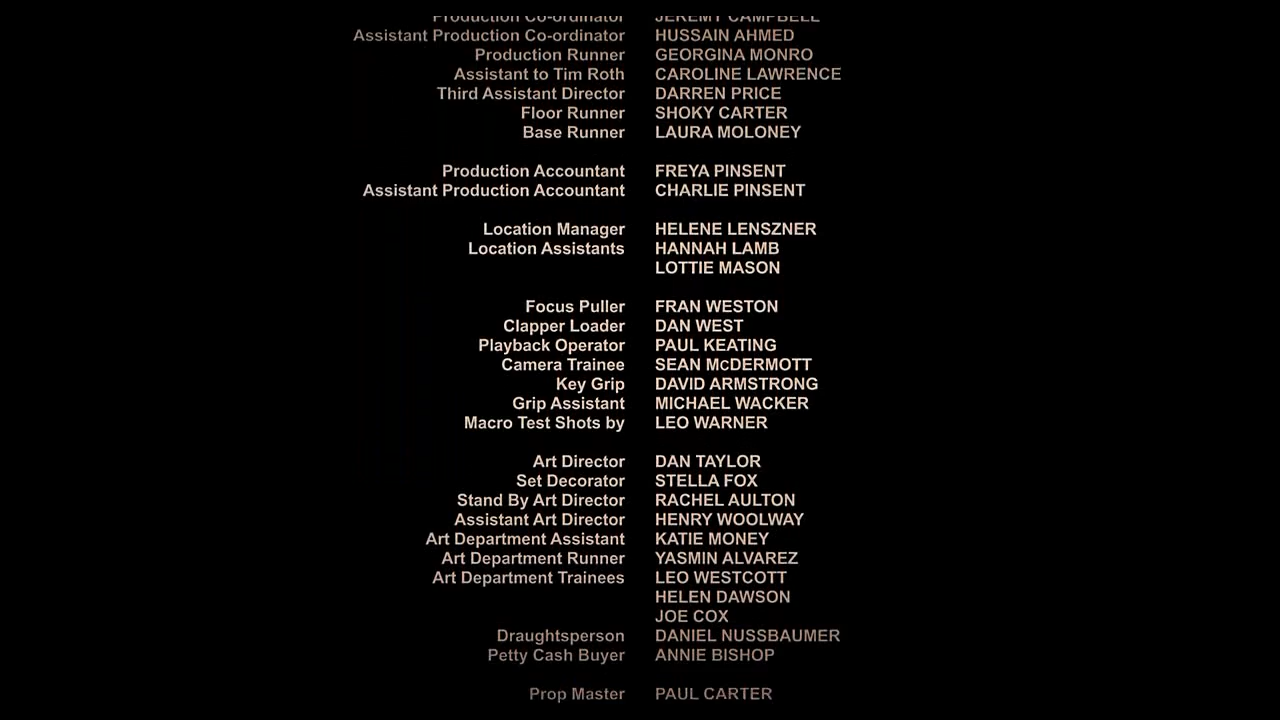 Production Co-ordinator JEREMY CAMPBELL
Assistant Production Co-ordinator HUSSAIN AHMED
Production Runner GEORGINA MONRO
Assistant to Tim Roth CAROLINE LAWRENCE
Third Assistant Director DARREN PRICE
Floor Runner SHOKY CARTER
Base Runner LAURA MOLONEY
Production Accountant FREYA PINSENT
Assistant Production Accountant CHARLIE PINSENT
Location Manager HELENE LENSZNER
Location Assistants HANNAH LAMB
LOTTIE MASON
Focus Puller FRAN WESTON
Clapper Loader DAN WEST
Playback Operator PAUL KEATING
Camera Trainee SEAN McDERMOTT
Key Grip DAVID ARMSTRONG
Grip Assistant MICHAEL WACKER
Macro Test Shots by LEO WARNER
Art Director DAN TAYLOR
Set Decorator STELLA FOX
Stand By Art Director RACHEL AULTON
Assistant Art Director HENRY WOOLWAY
Art Department Assistant KATIE MONEY
Art Department Runner YASMIN ALVAREZ
Art Department Trainees LEO WESTCOTT
HELEN DAWSON
JOE COX
Draughtsperson DANIEL NUSSBAUMER
Petty Cash Buyer ANNIE BISHOP
Prop Master PAUL CARTER